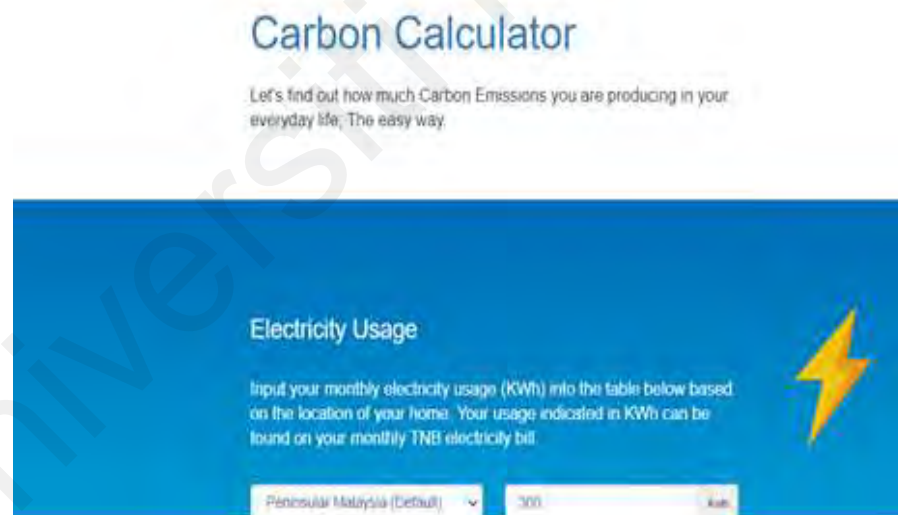 Carbon Calculator
Let's find out how much Carbon Emissions you are producing in your
everyday life, The easy way.
Electricity Usage
Input your monthly electricity usage (KWh) into the table below based
on the location of your home. Your usage indicated in KWh can be
found on your monthly TNB electricity bill
Peninsular Malaysia (Default) 300 kWh